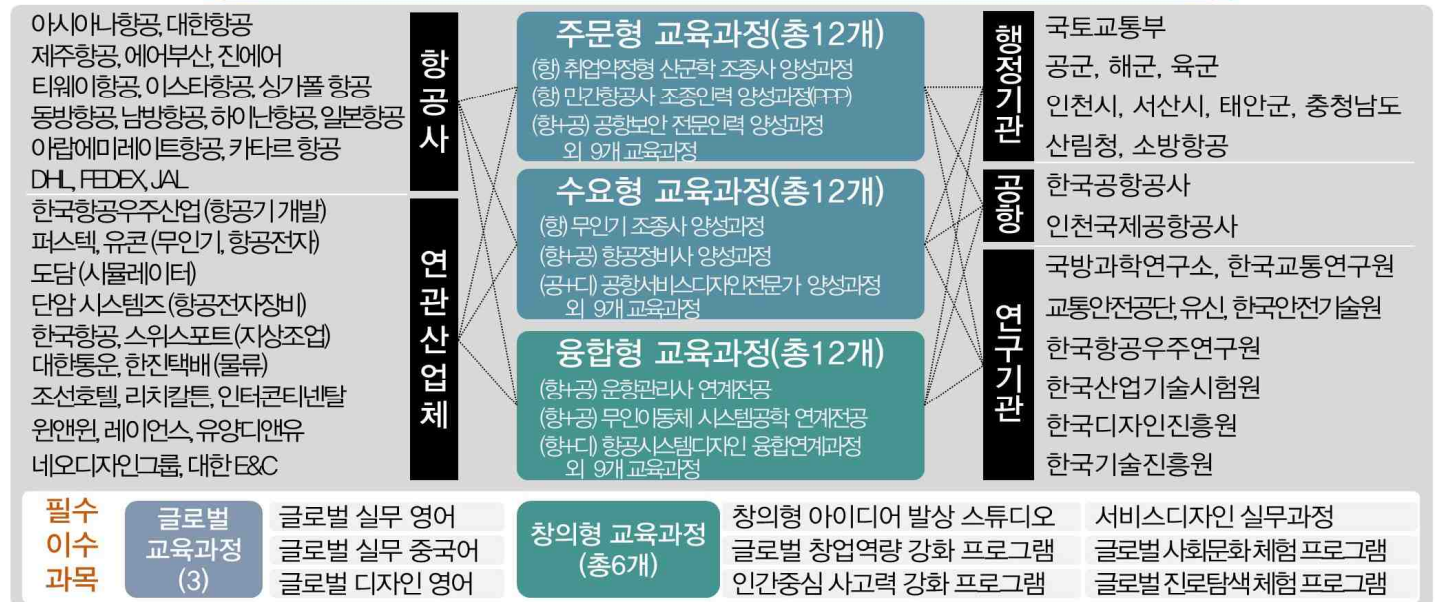 아시아나항공, 대한항공
제주항공, 에어부산, 진에어
티웨이항공, 이스타항공, 싱기폴 항공
동방항공, 남방항공, 하이난항공, 일본항공
아랍에미레이트항공, 카타르 항공
DHL, FEDEX, JAL
항공사
한국항공우주산업 (항공기 개발)
퍼스텍, 유콘 (무인기, 항공전자)
도담 (시뮬레이터)
단암 시스템즈 (항공전자장비)
한국항공, 스위스포트 (지상조업)
대한통운, 한진택배 (물류)
조선호텔, 리치칼튼, 인터콘티넨탈
윈앤윈, 레이언스, 유양디앤유
네오디자인그룹, 대한 E&C
연관산업체
주문형 교육과정(총12개)
(항) 취업약정형 산군학 조종사 양성과정
(항) 민간항공사 조종인력 양성과정(PPP)
(항+공) 공항보안 전문인력 양성과정
외 9개 교육과정
수요형 교육과정(총12개)
(항) 무인기 조종사 양성과정
(항+공) 항공정비사 양성과정
(공+디) 공항서비스디자인전문가 양성과정
외 9개 교육과정
융합형 교육과정(총12개)
(항+공) 운항관리사 연계전공
(항+공) 무인이동체 시스템공학 연계전공
(항+디) 항공시스템디자인 융합연계과정
외 9개 교육과정
행정기관
국토교통부
공군, 해군, 육군
인천시, 서산시, 태안군, 충청남도
산림청, 소방항공
공항
한국공항공사
인천국제공항공사
연구기관
국방과학연구소, 한국교통연구원
교통안전공단, 유신, 한국안전기술원
한국항공우주연구원
한국산업기술시험원
한국디자인진흥원
한국기술진흥원
필수
이수
과목
글로벌
교육과정
(3)
글로벌 실무 영어
글로벌 실무 중국어
글로벌 디자인 영어
창의형 교육과정
(총6개)
창의형 아이디어 발상 스튜디오
글로벌 창업역량 강화 프로그램
인간중심 사고력 강화 프로그램
서비스디자인 실무과정
글로벌 사회문화 체험 프로그램
글로벌 진로탐색 체험 프로그램